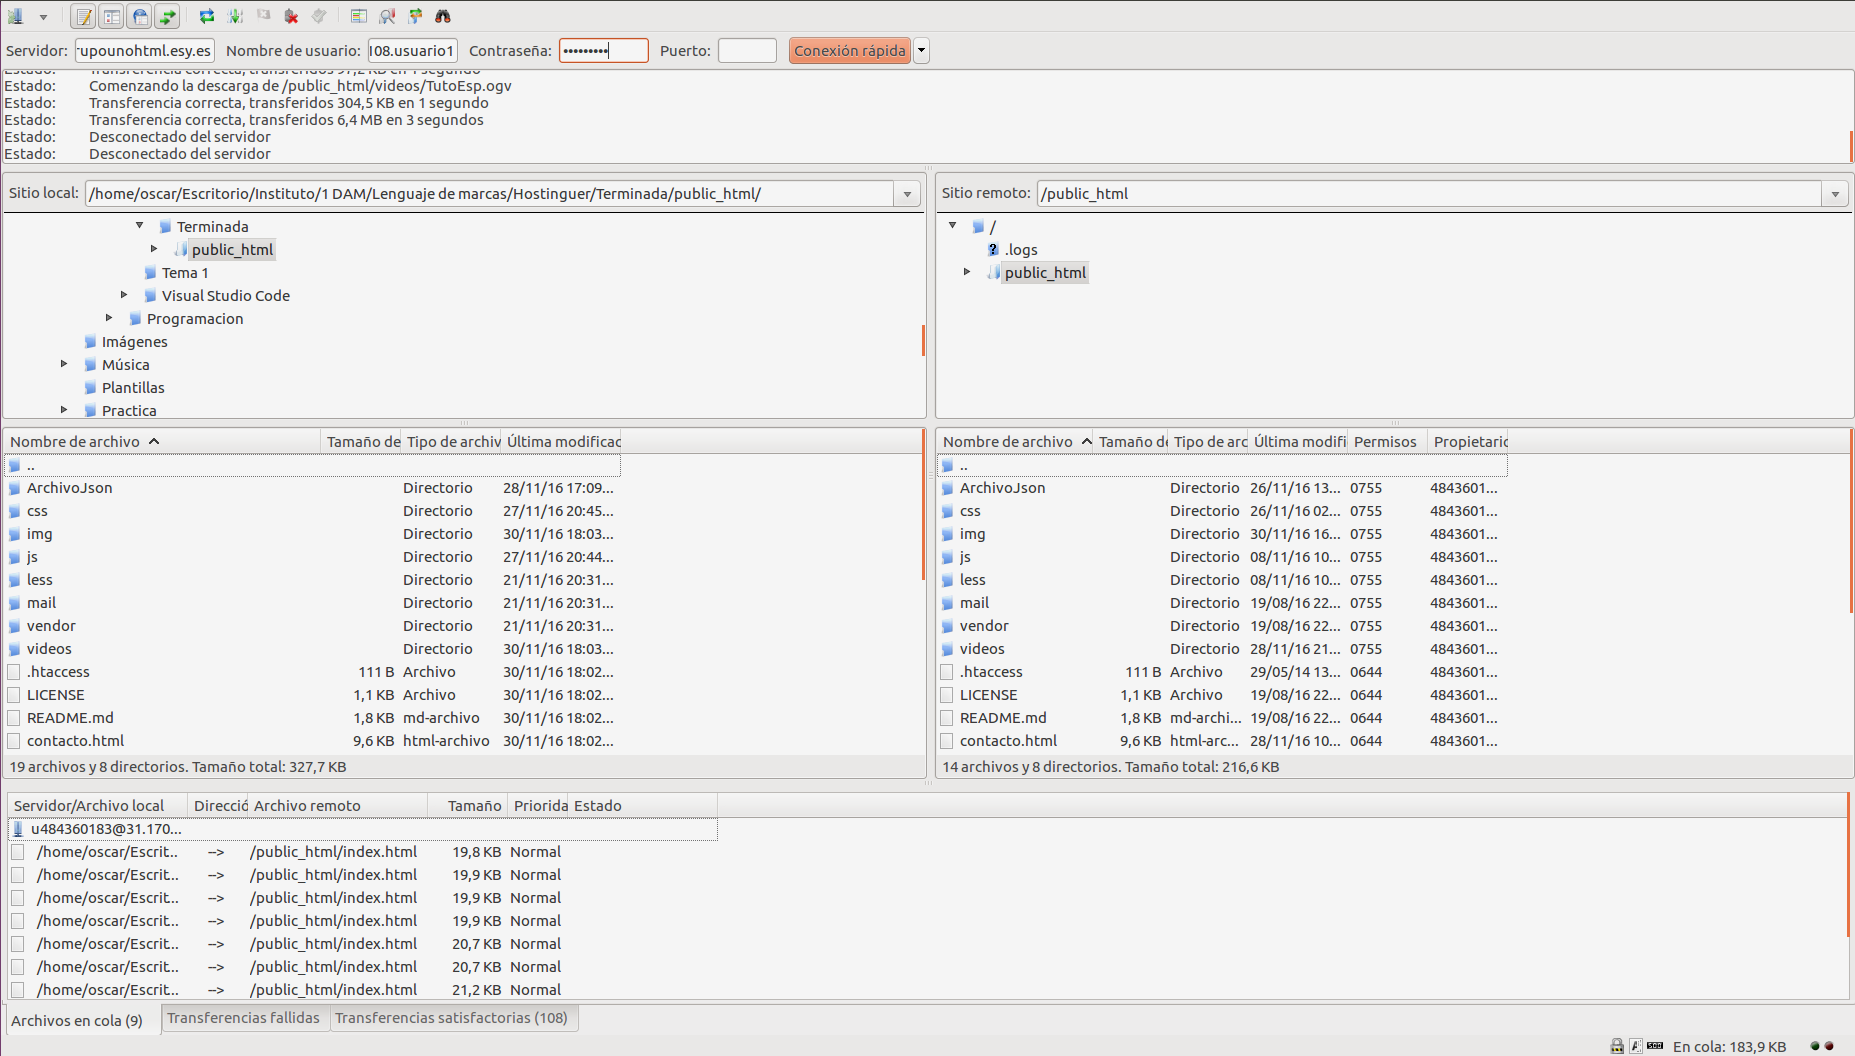 Servidor: rupounohtml.esy.es Nombre de usuario: 108.usuario1 Contraseña: ••••••••• Puerto: Conexión rápida
Estado: Transferencia correcta, transferidos 97,2 KB en 1 segundo
Estado: Comenzando la descarga de /public_html/videos/TutoEsp.ogv
Estado: Transferencia correcta, transferidos 304,5 KB en 1 segundo
Estado: Transferencia correcta, transferidos 6,4 MB en 3 segundos
Estado: Desconectado del servidor
Estado: Desconectado del servidor
Sitio local: /home/oscar/Escritorio/Instituto/1 DAM/Lenguaje de marcas/Hostinguer/Terminada/public_html/
Terminada
public_html
Tema 1
Visual Studio Code
Programacion
Imágenes
Música
Plantillas
Practica
Sitio remoto: /public_html
/
.logs
public_html
Nombre de archivo Tamaño de Tipo de archiv Última modificac
..
ArchivoJson Directorio 28/11/16 17:09...
css Directorio 27/11/16 20:45...
img Directorio 30/11/16 18:03...
js Directorio 27/11/16 20:44...
less Directorio 21/11/16 20:31...
mail Directorio 21/11/16 20:31...
vendor Directorio 21/11/16 20:31...
videos Directorio 30/11/16 18:03...
.htaccess 111 B Archivo 30/11/16 18:02...
LICENSE 1,1 KB Archivo 30/11/16 18:02...
README.md 1,8 KB md-archivo 30/11/16 18:02...
contacto.html 9,6 KB html-archivo 30/11/16 18:02...
19 archivos y 8 directorios. Tamaño total: 327,7 KB
Nombre de archivo Tamaño de Tipo de arc Última modifi Permisos Propietario
..
ArchivoJson Directorio 26/11/16 13... 0755 4843601...
css Directorio 26/11/16 02... 0755 4843601...
img Directorio 30/11/16 16... 0755 4843601...
js Directorio 08/11/16 10... 0755 4843601...
less Directorio 08/11/16 10... 0755 4843601...
mail Directorio 19/08/16 22... 0755 4843601...
vendor Directorio 19/08/16 22... 0755 4843601...
videos Directorio 28/11/16 21... 0755 4843601...
.htaccess 111 B Archivo 29/05/14 13... 0644 4843601...
LICENSE 1,1 KB Archivo 19/08/16 22... 0644 4843601...
README.md 1,8 KB md-archi... 19/08/16 22... 0644 4843601...
contacto.html 9,6 KB html-arc... 28/11/16 10... 0644 4843601...
14 archivos y 8 directorios. Tamaño total: 216,6 KB
Servidor/Archivo local Direcció Archivo remoto Tamaño Priorida Estado
u484360183@31.170...
/home/oscar/Escrit... --> /public_html/index.html 19,8 KB Normal
/home/oscar/Escrit... --> /public_html/index.html 19,9 KB Normal
/home/oscar/Escrit... --> /public_html/index.html 19,9 KB Normal
/home/oscar/Escrit... --> /public_html/index.html 19,9 KB Normal
/home/oscar/Escrit... --> /public_html/index.html 20,7 KB Normal
/home/oscar/Escrit... --> /public_html/index.html 20,7 KB Normal
/home/oscar/Escrit... --> /public_html/index.html 21,2 KB Normal
Archivos en cola (9) Transferencias fallidas Transferencias satisfactorias (108)
En cola: 183,9 KB